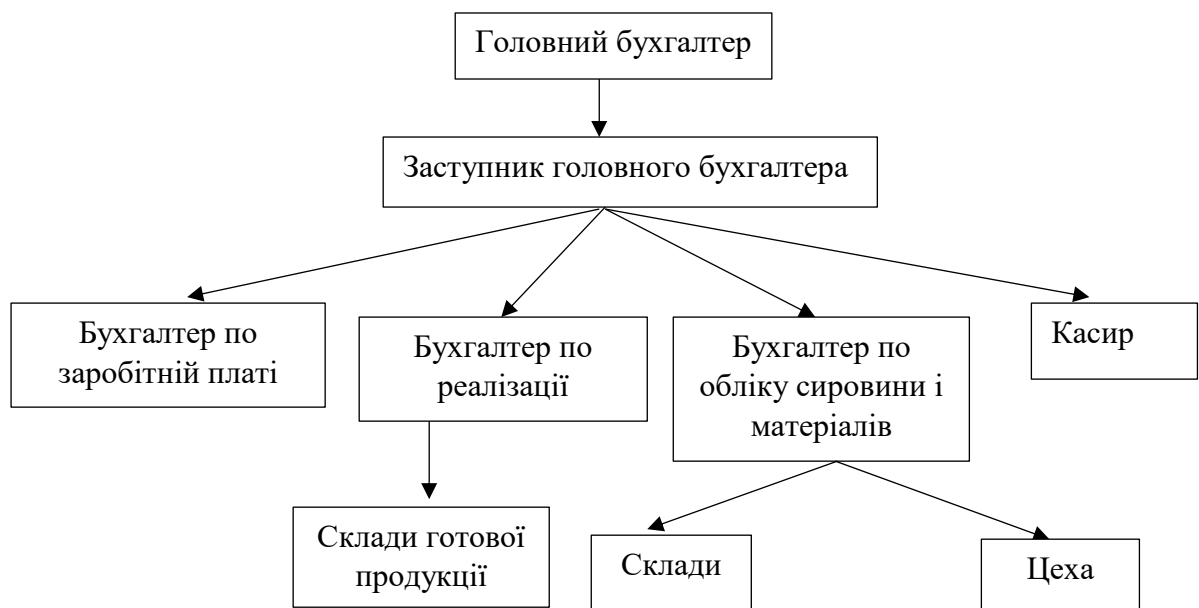 Головний бухгалтер
Заступник головного бухгалтера
Бухгалтер по
заробітній платі
Бухгалтер по
реалізації
Бухгалтер по
обліку сировини і
матеріалів
Касир
Склади готової
продукції
Склади
Цеха